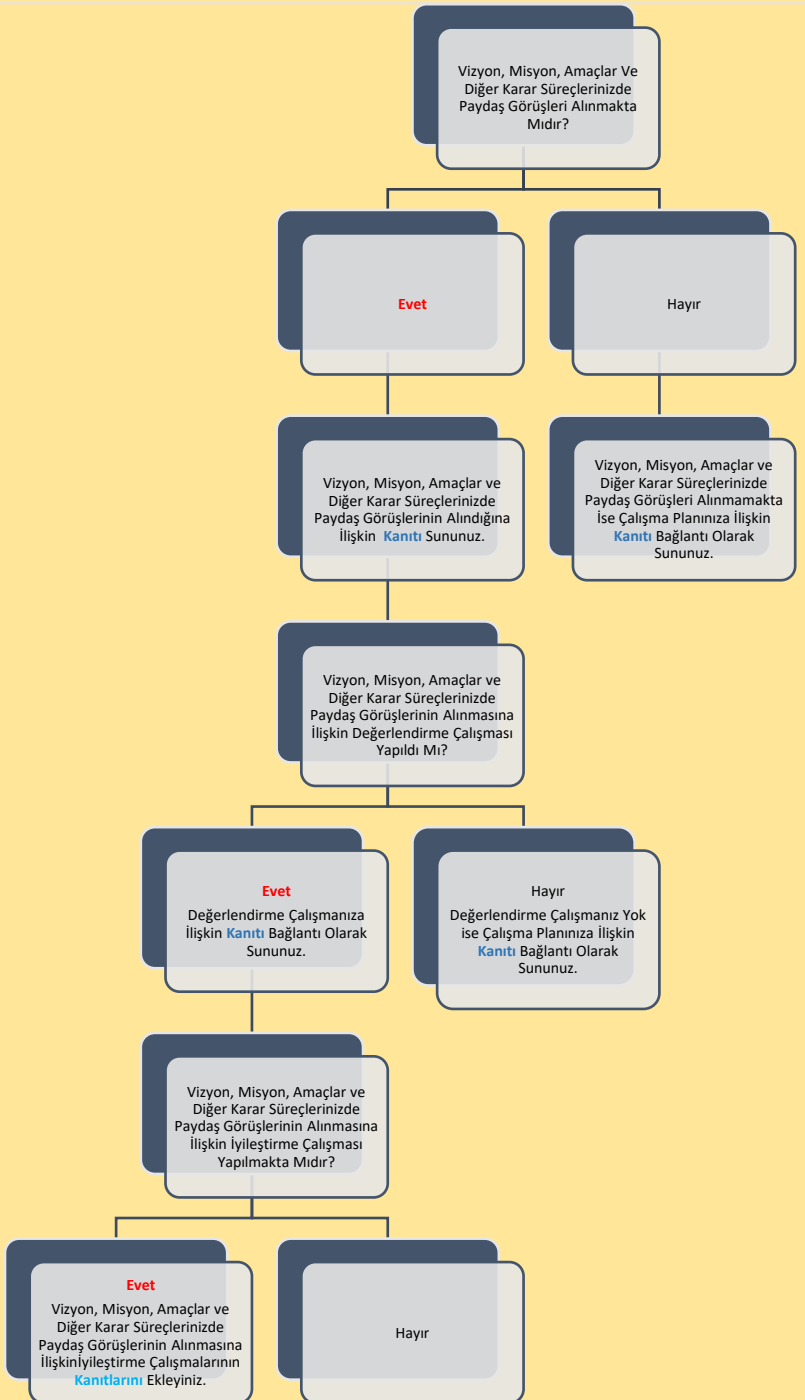 Vizyon, Misyon, Amaçlar Ve
Diğer Karar Süreçlerinizde
Paydaş Görüşleri Alınmakta
Mıdır?
Evet
Hayır
Vizyon, Misyon, Amaçlar ve
Diğer Karar Süreçlerinizde
Paydaş Görüşlerinin Alındığına
İlişkin Kanıtı Sununuz.
Vizyon, Misyon, Amaçlar ve
Diğer Karar Süreçlerinizde
Paydaş Görüşleri Alınmamakta
İse Çalışma Planınıza İlişkin
Kanıtı Bağlantı Olarak
Sununuz.
Vizyon, Misyon, Amaçlar ve
Diğer Karar Süreçlerinizde
Paydaş Görüşlerinin Alınmasına
İlişkin Değerlendirme Çalışması
Yapıldı Mı?
Evet
Değerlendirme Çalışmanıza
İlişkin Kanıtı Bağlantı Olarak
Sununuz.
Hayır
Değerlendirme Çalışmanız Yok
ise Çalışma Planınıza İlişkin
Kanıtı Bağlantı Olarak
Sununuz.
Vizyon, Misyon, Amaçlar ve
Diğer Karar Süreçlerinizde
Paydaş Görüşlerinin Alınmasına
İlişkin İyileştirme Çalışması
Yapılmakta Mıdır?
Evet
Vizyon, Misyon, Amaçlar ve
Diğer Karar Süreçlerinizde
Paydaş Görüşlerinin Alınmasına
İlişkinİyileştirme Çalışmalarının
Kanıtlarını Ekleyiniz.
Hayır